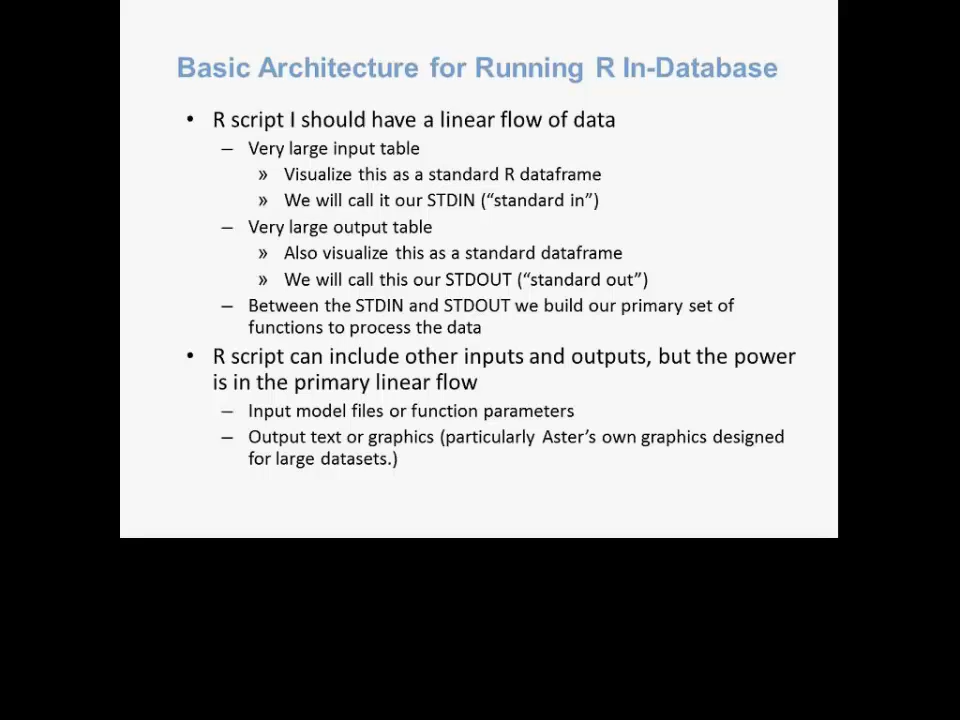 Basic Architecture for Running R In-Database
• R script I should have a linear flow of data
– Very large input table
» Visualize this as a standard R dataframe
» We will call it our STDIN (“standard in”)
– Very large output table
» Also visualize this as a standard dataframe
» We will call this our STDOUT (“standard out”)
– Between the STDIN and STDOUT we build our primary set of
functions to process the data
• R script can include other inputs and outputs, but the power
is in the primary linear flow
– Input model files or function parameters
– Output text or graphics (particularly Aster’s own graphics designed
for large datasets.)